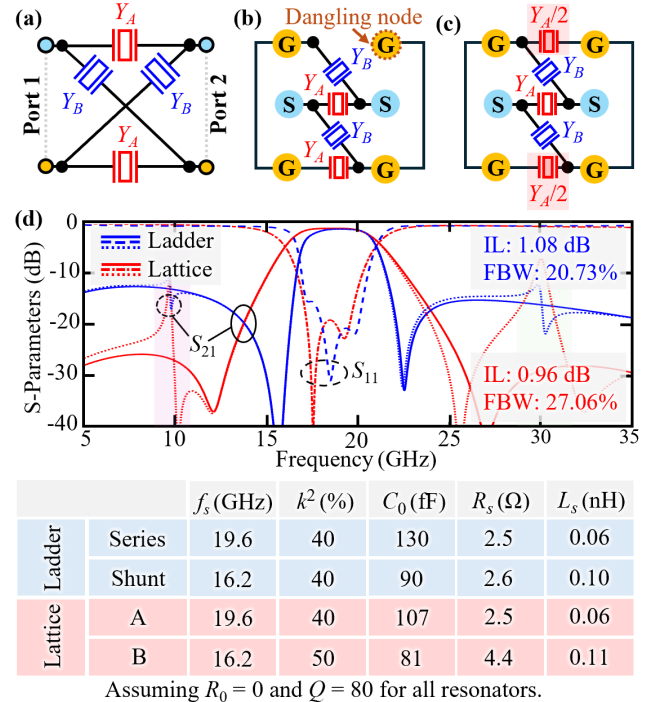 (a)
Y_A
Y_B
Y_B
Y_A
Port 1
Port 2
(b)
Dangling node
G
G
Y_B
Y_A
S
S
Y_B
Y_A
G
G
(c)
Y_A/2
G
G
Y_B
Y_A
S
S
Y_B
G
G
Y_A/2
(d)
S-Parameters (dB)
0
-10
-20
-30
-40
Ladder
Lattice
S_21
S_11
IL: 1.08 dB
FBW: 20.73%
IL: 0.96 dB
FBW: 27.06%
5 10 15 20 25 30 35
Frequency (GHz)
f_s (GHz) k² (%) C_0 (fF) R_s (Ω) L_s (nH)
Ladder
Series 19.6 40 130 2.5 0.06
Shunt 16.2 40 90 2.6 0.10
Lattice
A 19.6 40 107 2.5 0.06
B 16.2 50 81 4.4 0.11
Assuming R_0 = 0 and Q = 80 for all resonators.